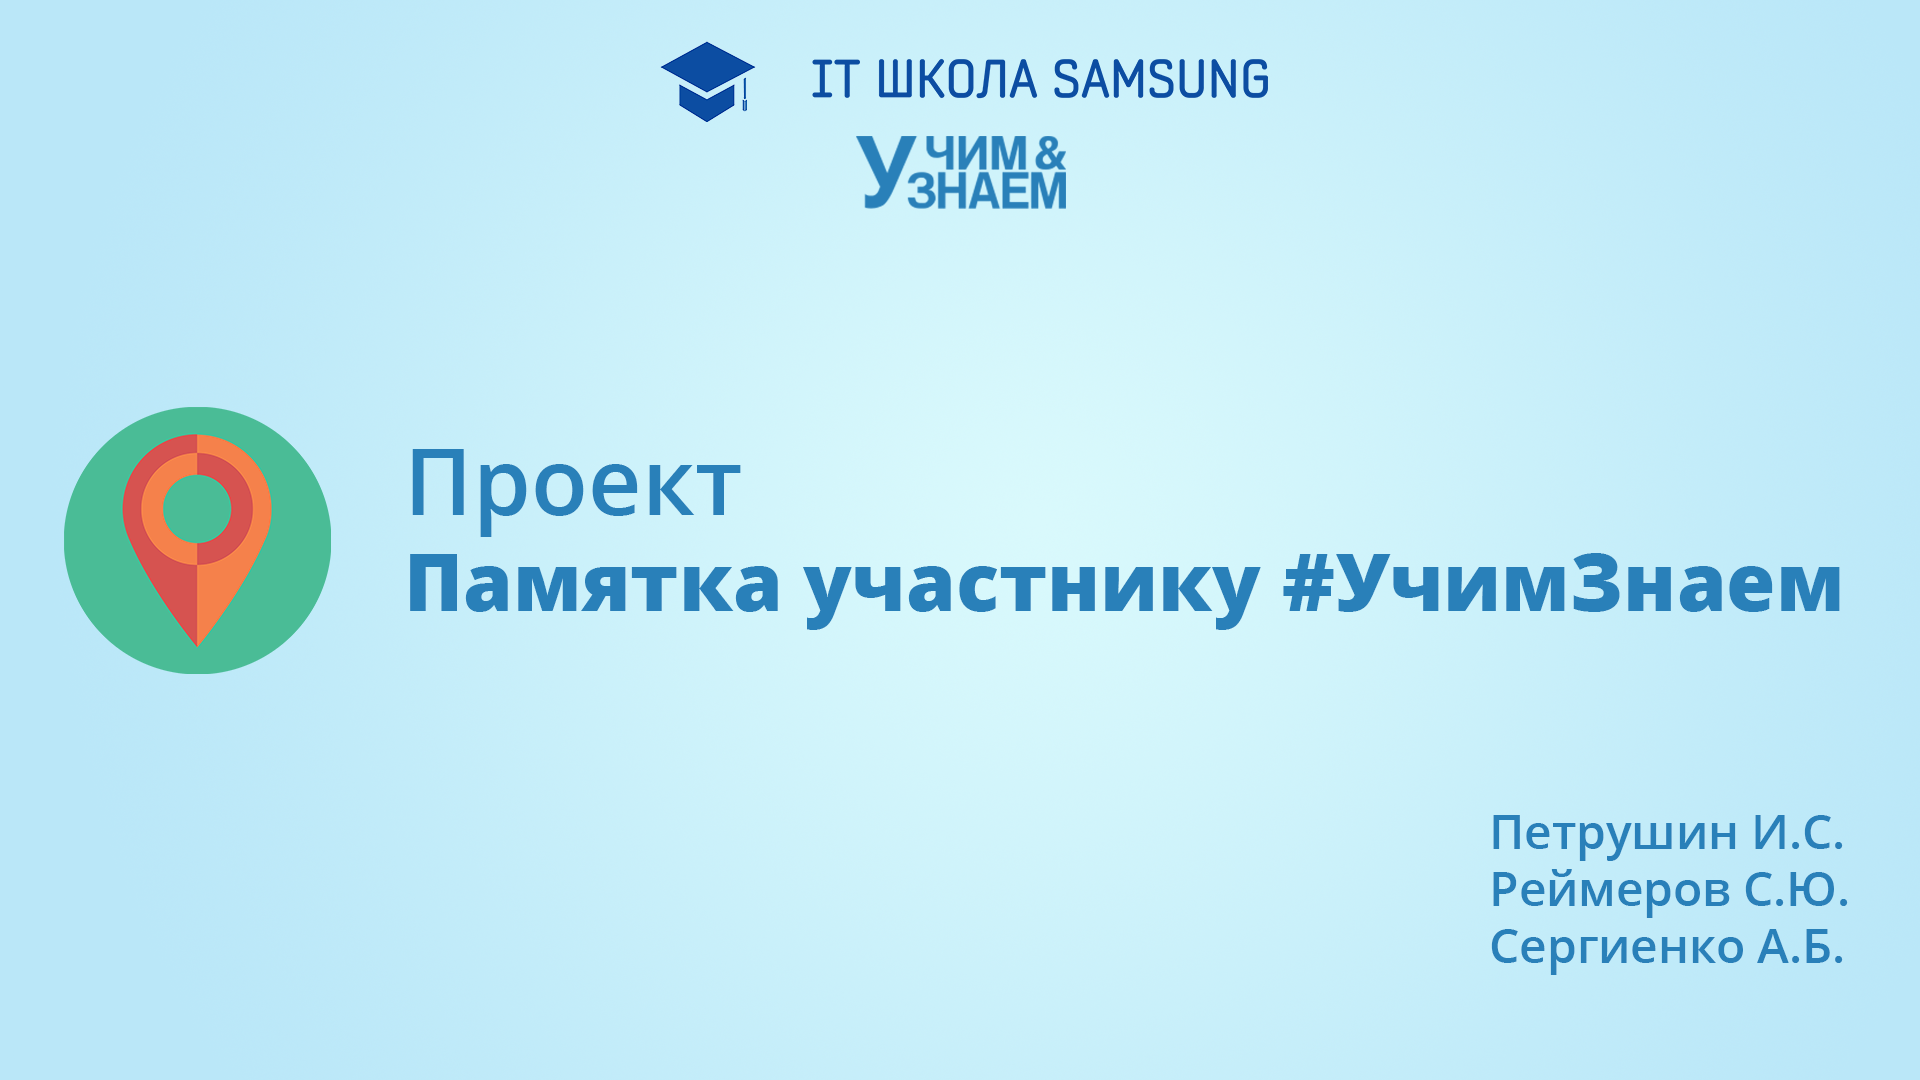 IT ШКОЛА SAMSUNG
УЧИМ &
ЗНАЕМ
Проект
Памятка участнику #УчимЗнаем
Петрушин И.С.
Реймеров С.Ю.
Сергиенко А.Б.